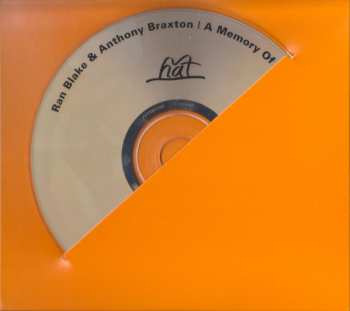 Ran Blake & Anthony Braxton | A Memory Of
hat